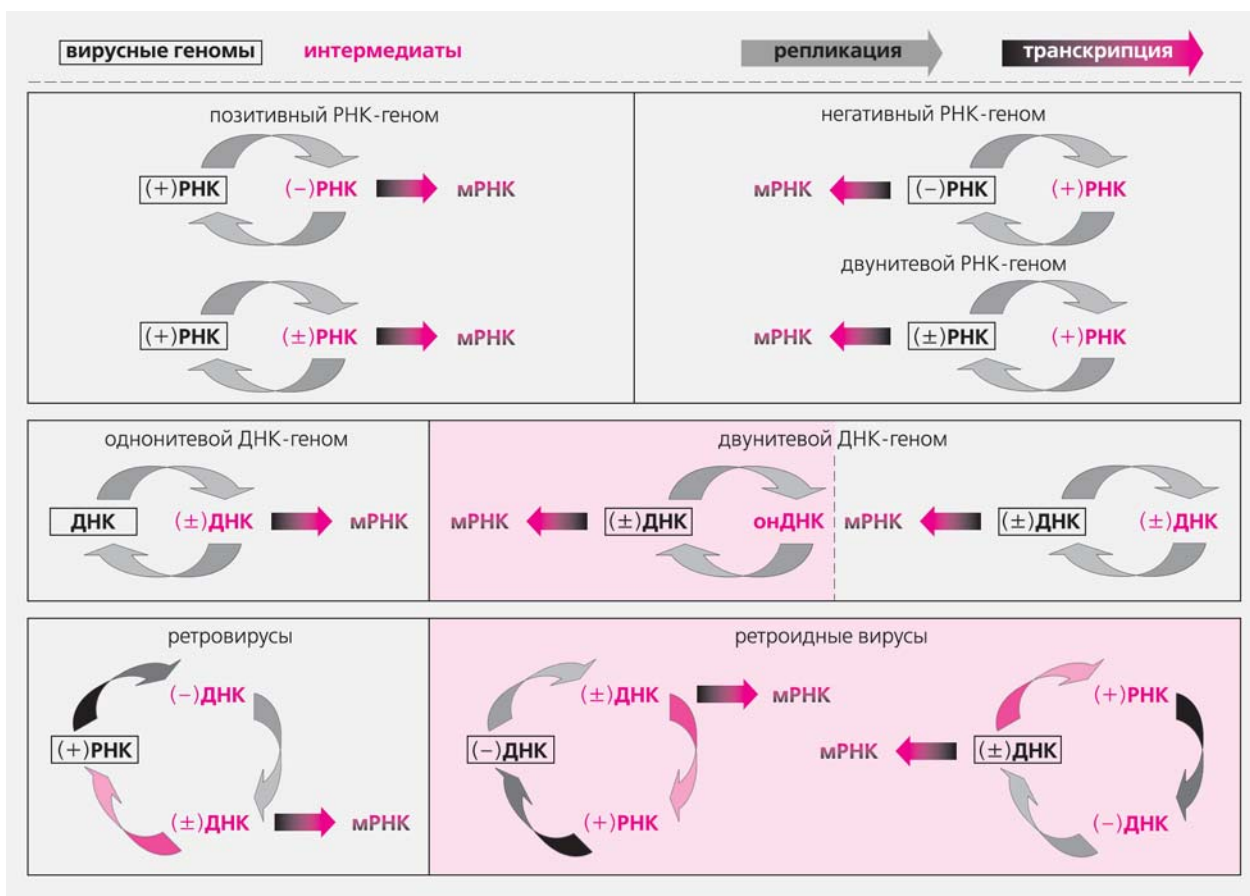 вирусные геномы интермедиаты репликация транскрипция
позитивный РНК-геном
(+)РНК (−)РНК мРНК
(+)РНК (±)РНК мРНК
негативный РНК-геном
мРНК (−)РНК (+)РНК
двунитевой РНК-геном
мРНК (±)РНК (+)РНК
однонитевой ДНК-геном
ДНК (±)ДНК мРНК
двунитевой ДНК-геном
мРНК (±)ДНК онДНК мРНК (±)ДНК (±)ДНК
ретровирусы
(−)ДНК
(+)РНК
(±)ДНК мРНК
ретроидные вирусы
(±)ДНК мРНК
(−)ДНК
(+)РНК
(+)РНК
мРНК (±)ДНК
(−)ДНК